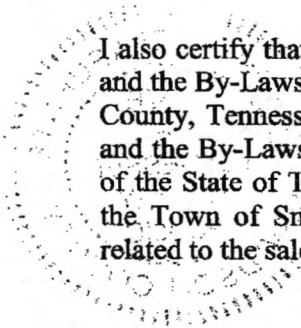 I also certify tha
and the By-Laws
County, Tenness
and the By-Laws
of the State of T
the Town of Sn
related to the sal